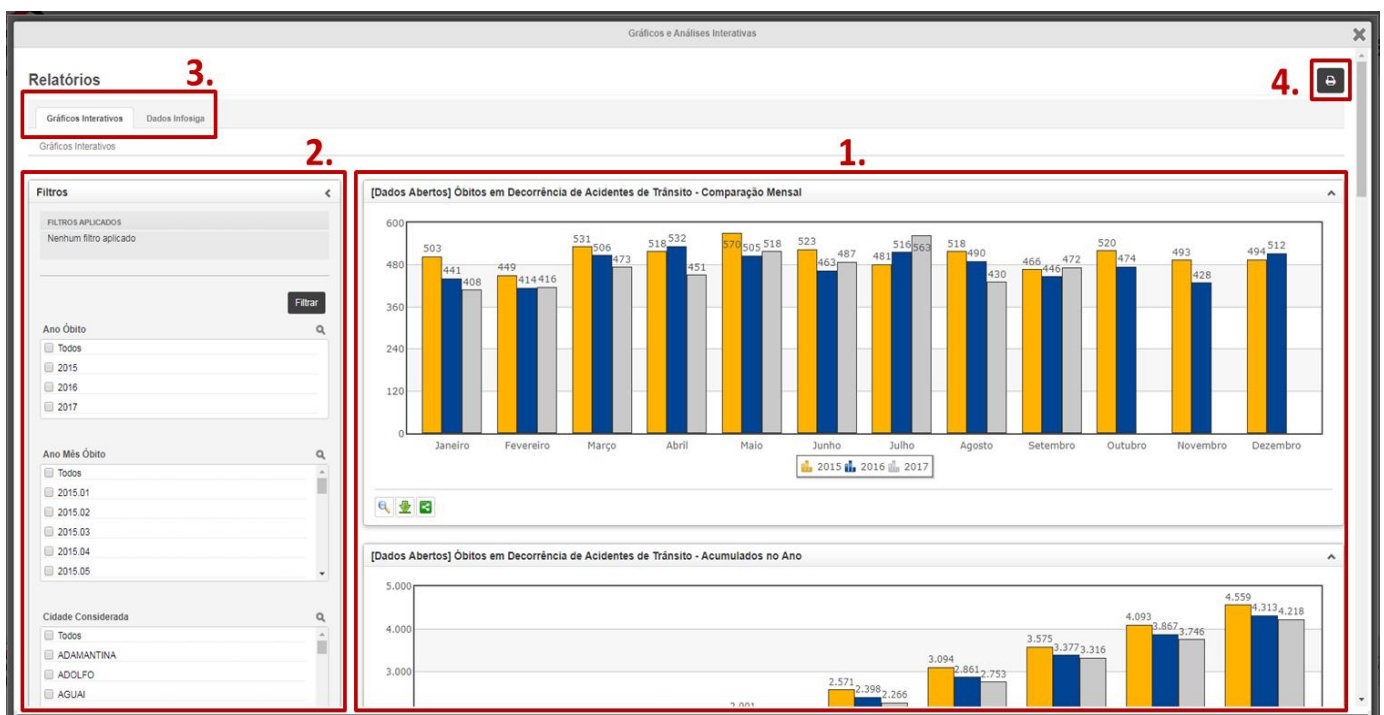 Gráficos e Análises Interativas
Relatórios
3.
4.
Gráficos Interativos Dados Infosiga
Gráficos Interativos
2.
1.
Filtros
FILTROS APLICADOS
Nenhum filtro aplicado
Filtrar
Ano Óbito
Todos
2015
2016
2017
Ano Mês Óbito
Todos
2015.01
2015.02
2015.03
2015.04
2015.05
Cidade Considerada
Todos
ADAMANTINA
ADOLFO
AGUAI
[Dados Abertos] Óbitos em Decorrência de Acidentes de Trânsito - Comparação Mensal
600
480
360
240
120
0
503 441 408
449 414 416
531 506 473
518 532 451
570 505 518
523 463 487
481 516 563
518 490 430
466 446 472
520 474
493 428
494 512
Janeiro Fevereiro Março Abril Maio Junho Julho Agosto Setembro Outubro Novembro Dezembro
2015 2016 2017
[Dados Abertos] Óbitos em Decorrência de Acidentes de Trânsito - Acumulados no Ano
5.000
4.000
3.000
2.001
2.571 2.398 2.266
3.094 2.861 2.753
3.575 3.377 3.316
4.093 3.867 3.746
4.559 4.313 4.218